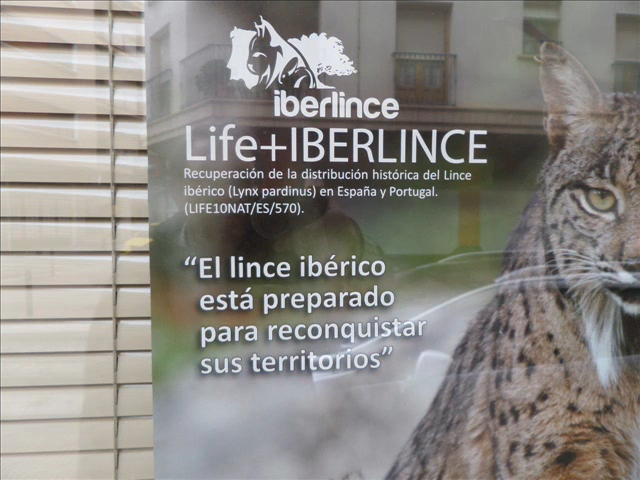 iberlince
Life+IBERLINCE
Recuperación de la distribución histórica del Lince
ibérico (Lynx pardinus) en España y Portugal.
(LIFE10NAT/ES/570).
“El lince ibérico
está preparado
para reconquistar
sus territorios”